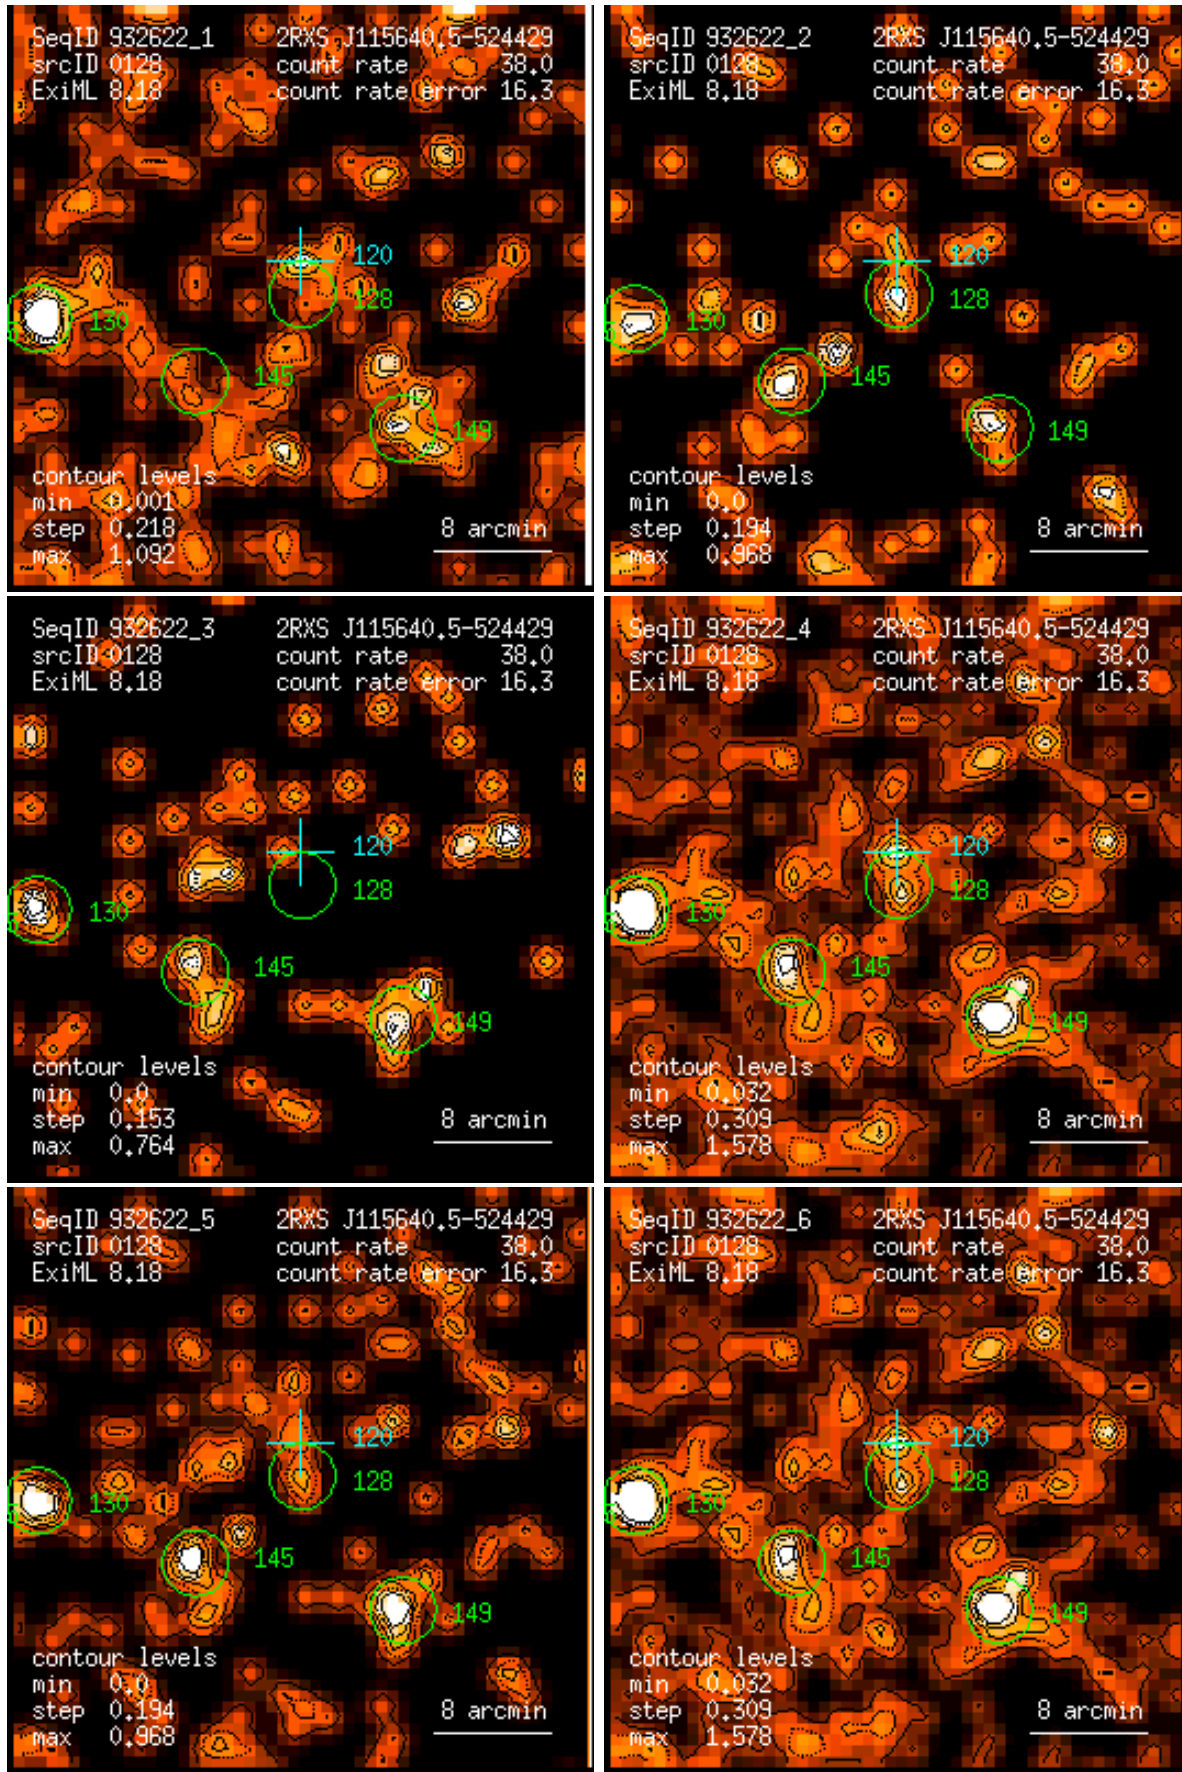 SeqID 932622_1 2RXS J115640.5-524429
srcID 0128 count rate 38.0
ExiML 8.18 count rate error 16.3
120
128
130
145
149
contour levels
min 0.001
step 0.218 8 arcmin
max 1.092
SeqID 932622_2 2RXS J115640.5-524429
srcID 0128 count rate 38.0
ExiML 8.18 count rate error 16.3
120
128
130
145
149
contour levels
min 0.0
step 0.194 8 arcmin
max 0.968
SeqID 932622_3 2RXS J115640.5-524429
srcID 0128 count rate 38.0
ExiML 8.18 count rate error 16.3
120
128
130
145
149
contour levels
min 0.0
step 0.153 8 arcmin
max 0.764
SeqID 932622_4 2RXS J115640.5-524429
srcID 0128 count rate 38.0
ExiML 8.18 count rate error 16.3
120
128
130
145
149
contour levels
min 0.032
step 0.309 8 arcmin
max 1.578
SeqID 932622_5 2RXS J115640.5-524429
srcID 0128 count rate 38.0
ExiML 8.18 count rate error 16.3
120
128
130
145
149
contour levels
min 0.0
step 0.194 8 arcmin
max 0.968
SeqID 932622_6 2RXS J115640.5-524429
srcID 0128 count rate 38.0
ExiML 8.18 count rate error 16.3
120
128
130
145
149
contour levels
min 0.032
step 0.309 8 arcmin
max 1.578